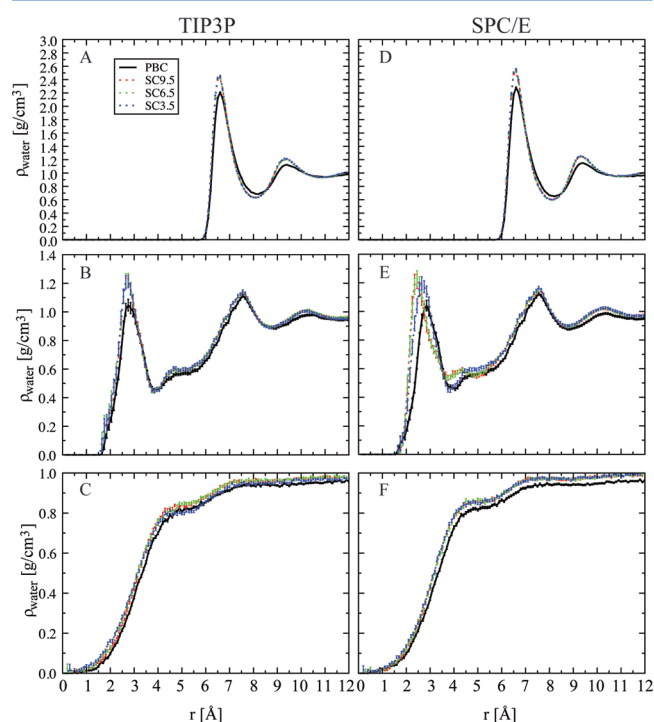 TIP3P
SPC/E
A
PBC
SC9.5
SC6.5
SC3.5
D
ρwater [g/cm³]
3.0
2.8
2.6
2.4
2.2
2.0
1.8
1.6
1.4
1.2
1.0
0.8
0.6
0.4
0.2
0.0
B
E
ρwater [g/cm³]
1.4
1.2
1.0
0.8
0.6
0.4
0.2
0.0
C
F
ρwater [g/cm³]
1.0
0.8
0.6
0.4
0.2
0.0
0 1 2 3 4 5 6 7 8 9 10 11 12 0 1 2 3 4 5 6 7 8 9 10 11 12
r [Å]
r [Å]